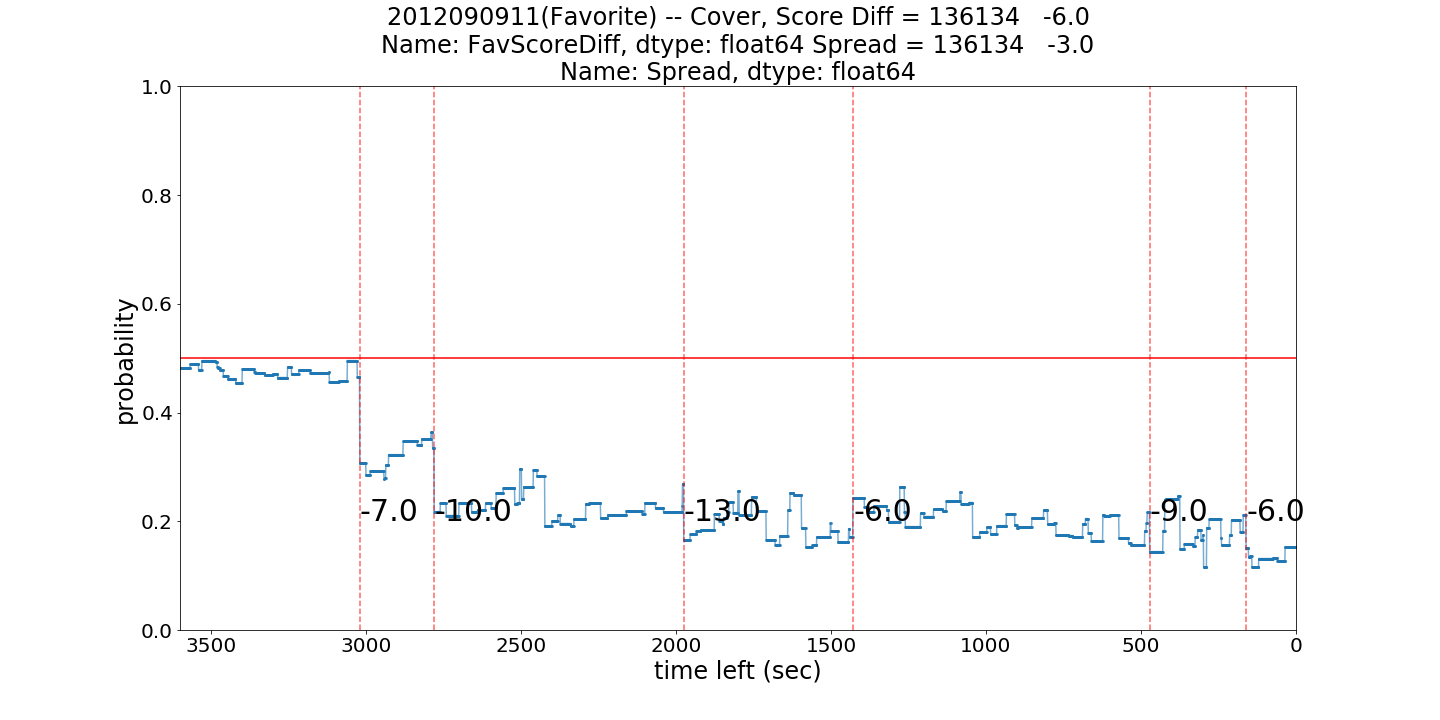 2012090911(Favorite) -- Cover, Score Diff = 136134   -6.0
Name: FavScoreDiff, dtype: float64 Spread = 136134   -3.0
Name: Spread, dtype: float64
1.0
0.8
0.6
0.4
0.2
0.0
probability
-7.0
-10.0
-13.0
-6.0
-9.0
-6.0
3500 3000 2500 2000 1500 1000 500 0
time left (sec)